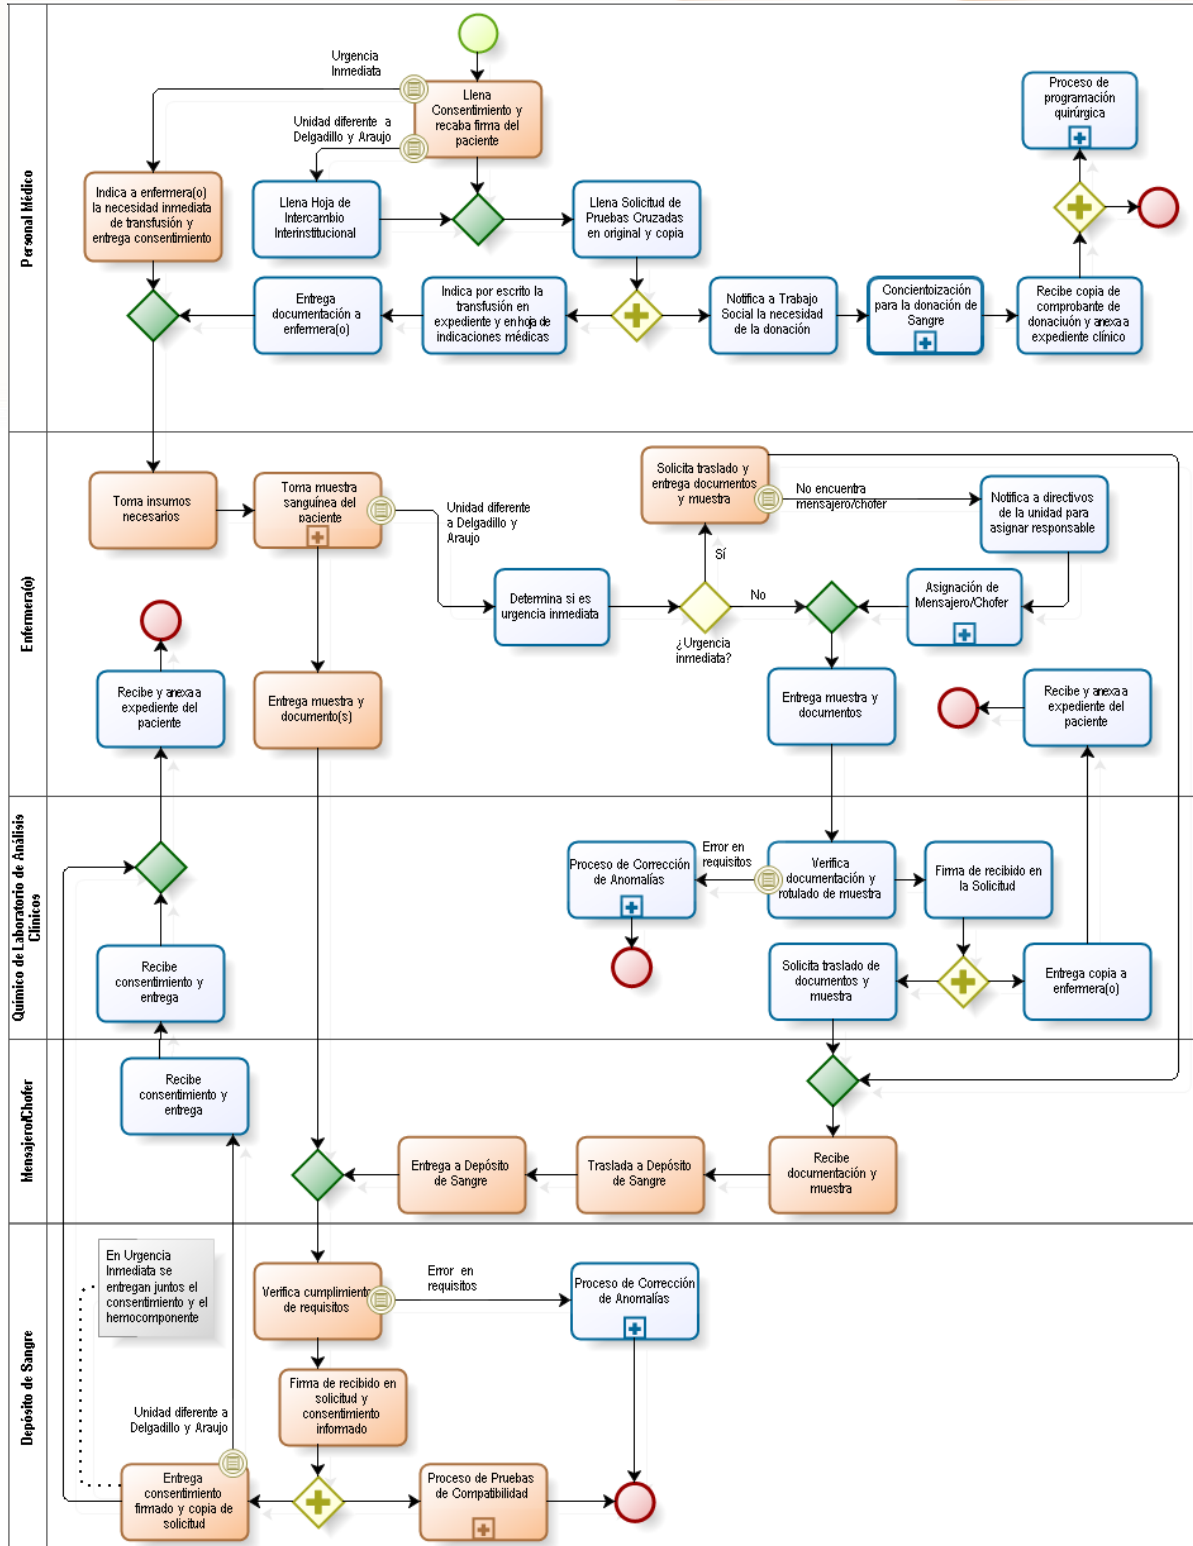 Personal Médico
Urgencia
Inmediata
Llena
Consentimiento y
recaba firma del
paciente
Unidad diferente a
Delgadillo y Araujo
Proceso de
programación
quirúrgica
Indica a enfermera(o)
la necesidad inmediata
de transfusión y
entrega consentimiento
Llena Hoja de
Intercambio
Interinstitucional
Llena Solicitud de
Pruebas Cruzadas
en original y copia
Entrega
documentación a
enfermera(o)
Indica por escrito la
transfusión en
expediente y en hoja de
indicaciones médicas
Notifica a Trabajo
Social la necesidad
de la donación
Concientoización
para la donación de
Sangre
Recibe copia de
comprobante de
donaciún y anexa a
expediente clínico
Enfermera(o)
Toma insumos
necesarios
Toma muestra
sanguínea del
paciente
Unidad diferente
a Delgadillo y
Araujo
Solicita traslado y
entrega documentos
y muestra
No encuentra
mensajero/chofer
Notifica a directivos
de la unidad para
asignar responsable
Sí
Determina si es
urgencia inmediata
No
¿Urgencia
inmediata?
Asignación de
Mensajero/Chofer
Recibe y anexa a
expediente del
paciente
Entrega muestra y
documento(s)
Entrega muestra y
documentos
Recibe y anexa a
expediente del
paciente
Químico de Laboratorio de Análisis
Clínicos
Proceso de Corrección
de Anomalías
Error en
requisitos
Verifica
documentación y
rotulado de muestra
Firma de recibido en
la Solicitud
Recibe
consentimiento y
entrega
Solicita traslado de
documentos y
muestra
Entrega copia a
enfermera(o)
Mensajero/Chofer
Recibe
consentimiento y
entrega
Entrega a Depósito
de Sangre
Traslada a Depósito
de Sangre
Recibe
documentación y
muestra
Depósito de Sangre
En Urgencia
Inmediata se
entregan juntos el
consentimiento y el
hemocomponente
Verifica cumplimiento
de requisitos
Error en
requisitos
Proceso de Corrección
de Anomalías
Firma de recibido en
solicitud y
consentimiento
informado
Unidad diferente a
Delgadillo y Araujo
Entrega
consentimiento
firmado y copia de
solicitud
Proceso de Pruebas
de Compatibilidad